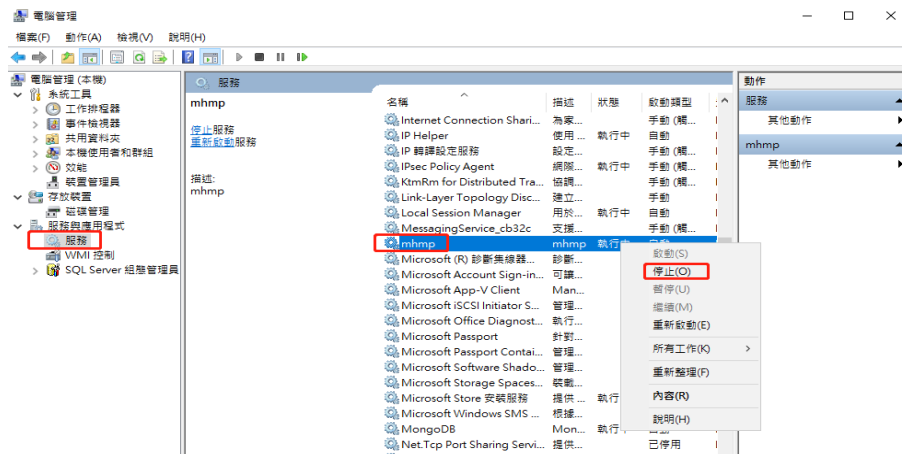 電腦管理
檔案(F) 動作(A) 檢視(V) 說明(H)
電腦管理 (本機)
系統工具
工作排程器
事件檢視器
共用資料夾
本機使用者和群組
效能
裝置管理員
存放裝置
磁碟管理
服務與應用程式
服務
WMI 控制
SQL Server 組態管理員
服務
mhmp
停止服務
重新啟動服務
描述:
mhmp
名稱 描述 狀態 啟動類型
Internet Connection Shari... 為家... 手動 (觸...
IP Helper 使用 ... 執行中 自動
IP 轉譯設定服務 設定... 手動 (觸...
IPsec Policy Agent 網際... 執行中 手動 (觸...
KtmRm for Distributed Tra... 協調... 手動 (觸...
Link-Layer Topology Disc... 建立... 手動
Local Session Manager 用於... 執行中 自動
MessagingService_cb32c 支援... 手動 (觸...
mhmp mhmp 執行中 自動
Microsoft (R) 診斷集線器... 診斷...
Microsoft Account Sign-in... 可讓...
Microsoft App-V Client Man...
Microsoft iSCSI Initiator S... 管理...
Microsoft Office Diagnost... 執行...
Microsoft Passport 針對...
Microsoft Passport Contai... 管理...
Microsoft Software Shado... 管理...
Microsoft Storage Spaces... 裝載...
Microsoft Store 安裝服務 提供 ... 執行
Microsoft Windows SMS ... 根據...
MongoDB Mon... 執行
Net.Tcp Port Sharing Servi... 提供... 已停用
啟動(S)
停止(O)
暫停(U)
繼續(M)
重新啟動(E)
所有工作(K)
重新整理(F)
內容(R)
說明(H)
動作
服務
其他動作
mhmp
其他動作